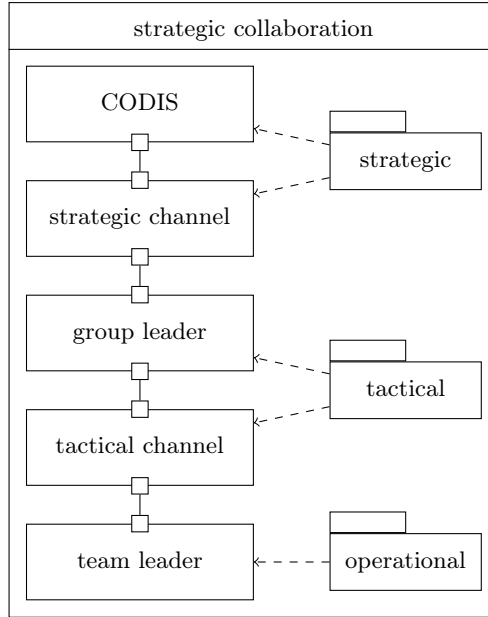 strategic collaboration
CODIS
strategic
strategic channel
group leader
tactical
tactical channel
team leader
operational